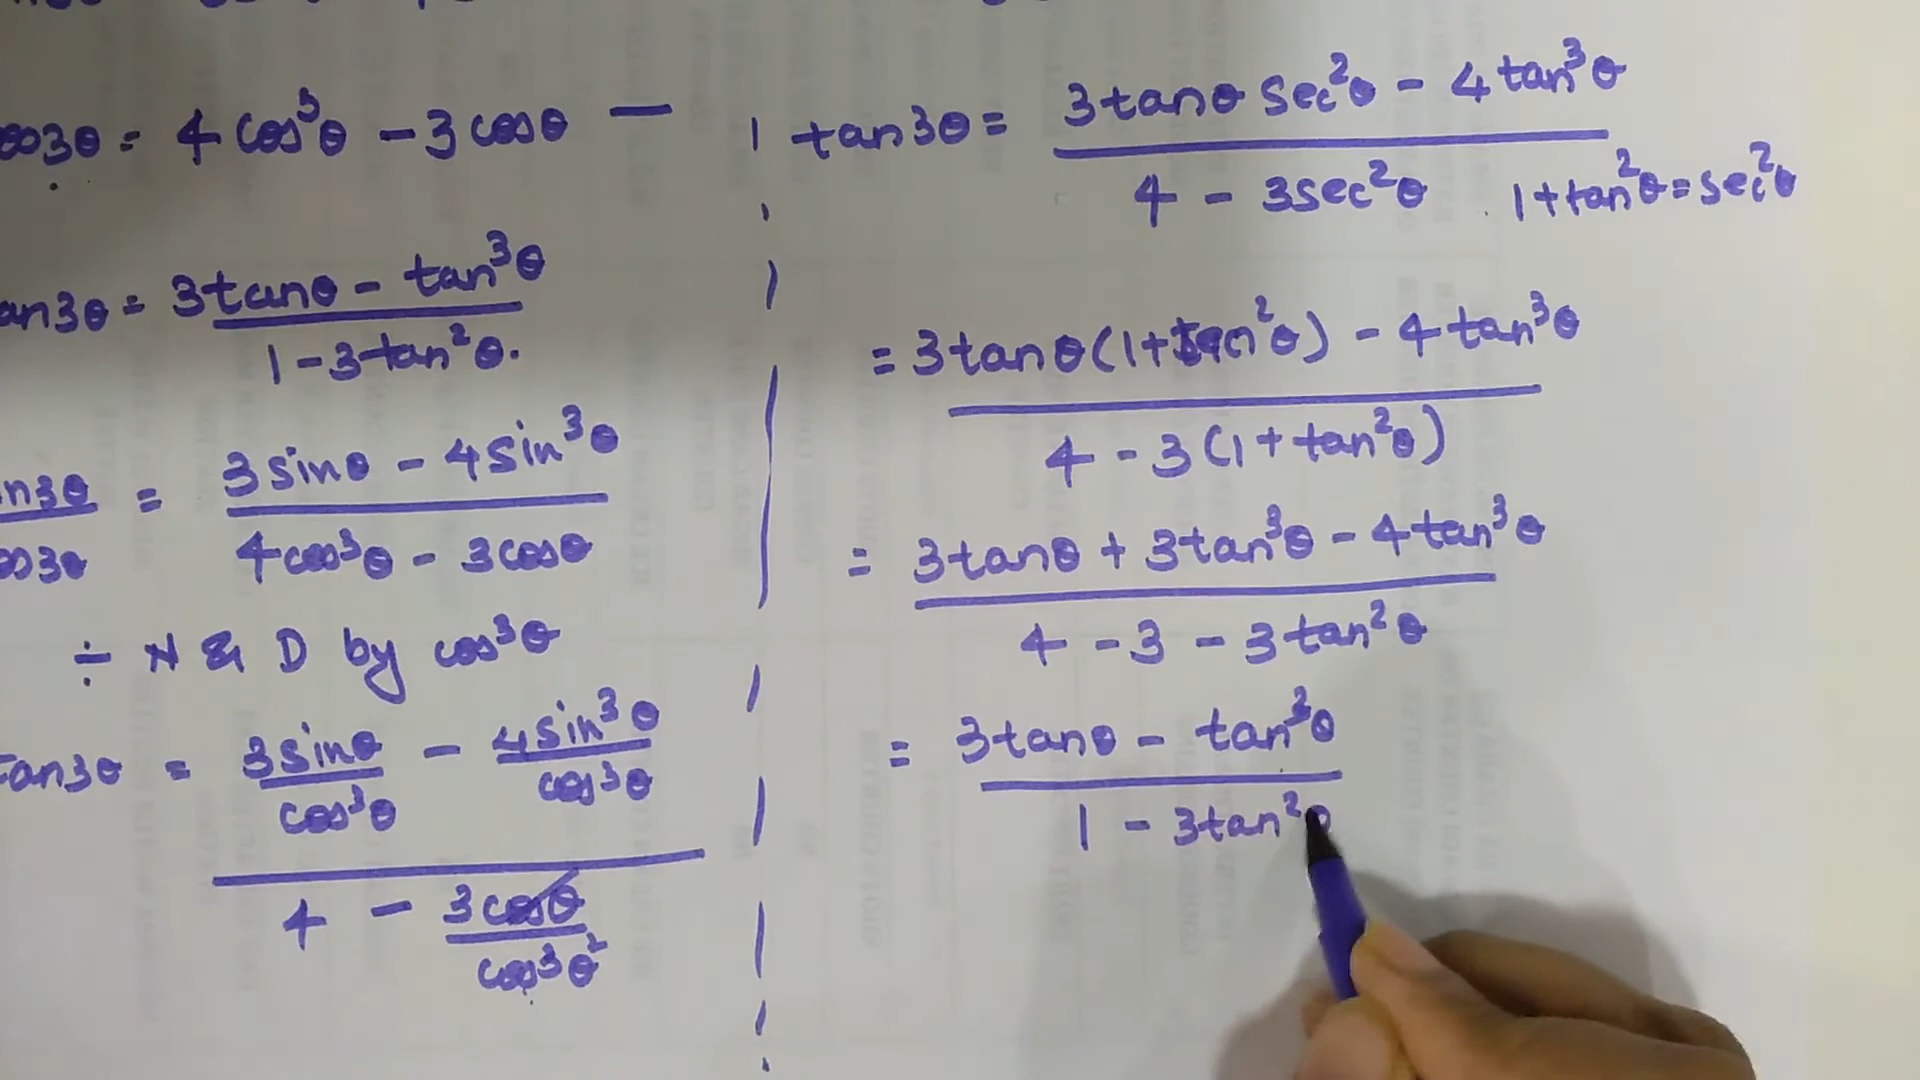 cos3θ = 4cos³θ - 3cosθ -
tan3θ = 3tanθ - tan³θ
1 - 3tan²θ.
sin3θ = 3sinθ - 4sin³θ
cos3θ 4cos³θ - 3cosθ
÷ N & D by cos³θ
tan3θ = 3sinθ - 4sin³θ
cos³θ cos³θ
4 - 3cosθ
cos³θ²
tan3θ = 3tanθ sec²θ - 4tan³θ
4 - 3sec²θ 1+tan²θ = sec²θ
= 3tanθ(1+tan²θ) - 4tan³θ
4 - 3(1+tan²θ)
= 3tanθ + 3tan³θ - 4tan³θ
4 - 3 - 3tan²θ
= 3tanθ - tan³θ
1 - 3tan²θ